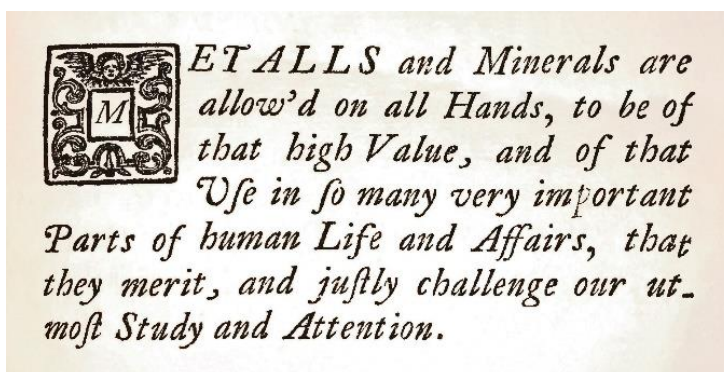 METALLS and Minerals are
allow'd on all Hands, to be of
that high Value, and of that
Uſe in ſo many very important
Parts of human Life and Affairs, that
they merit, and juſtly challenge our ut-
moſt Study and Attention.